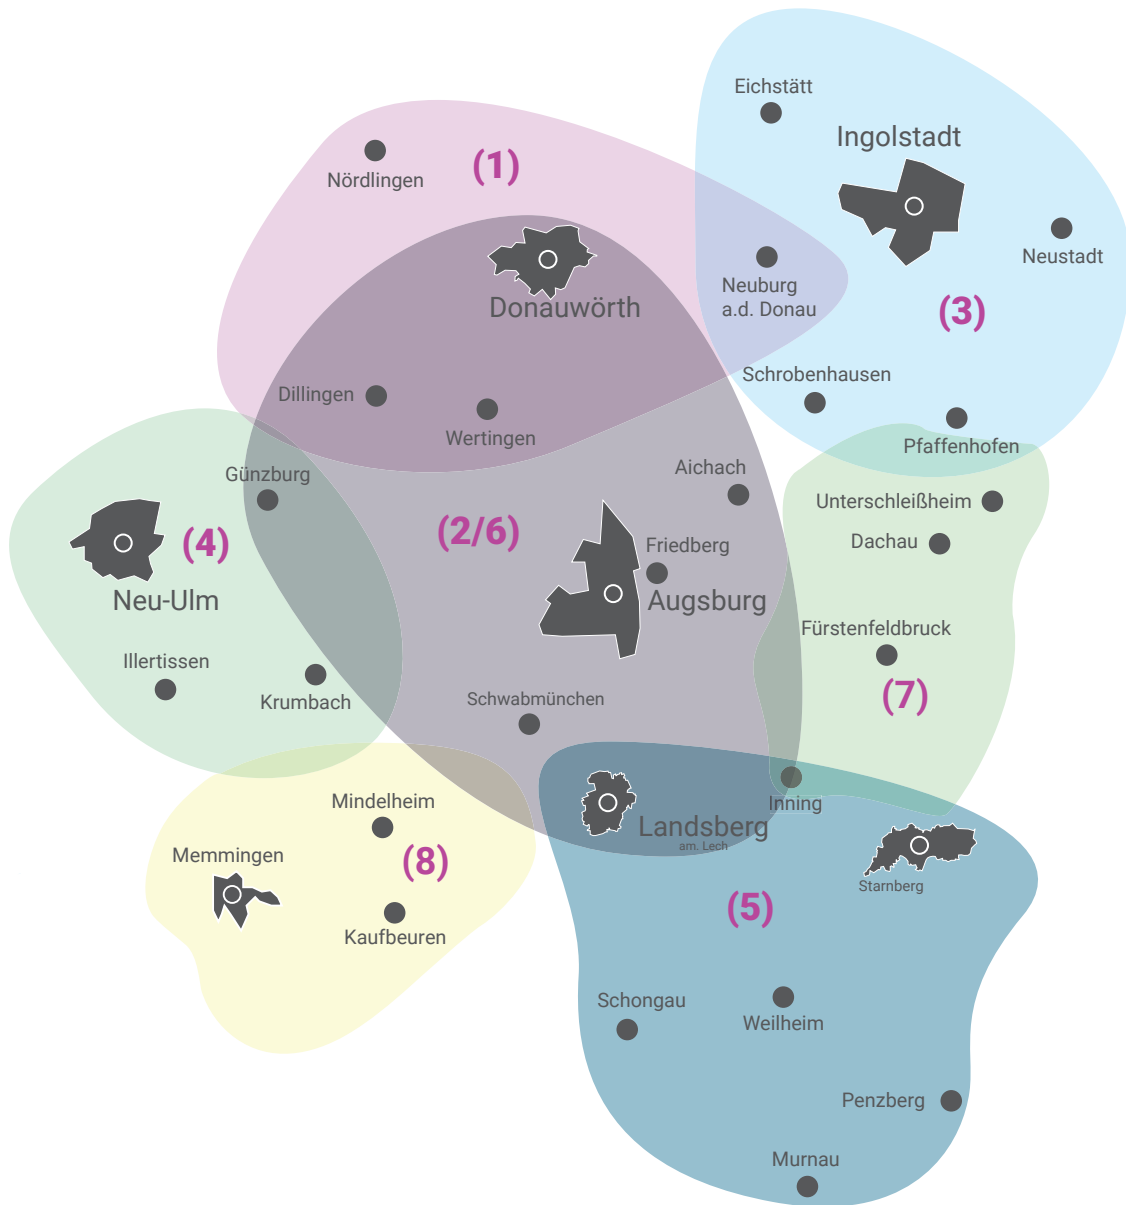 Eichstätt
Ingolstadt
(1)
Nördlingen
Neustadt
Neuburg
a.d. Donau
Donauwörth
(3)
Schrobenhausen
Dillingen
Wertingen
Pfaffenhofen
Aichach
Günzburg
Unterschleißheim
(2/6)
(4)
Dachau
Friedberg
Neu-Ulm
Augsburg
Fürstenfeldbruck
Illertissen
Krumbach
Schwabmünchen
(7)
Mindelheim
Inning
Landsberg
am. Lech
Memmingen
(8)
Starnberg
(5)
Kaufbeuren
Schongau
Weilheim
Penzberg
Murnau